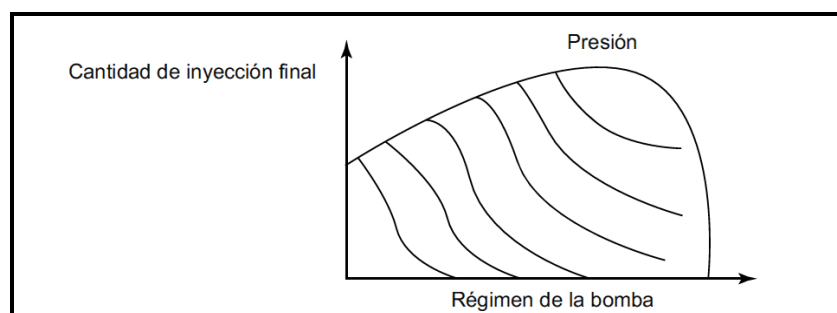 Presión
Cantidad de inyección final
Régimen de la bomba